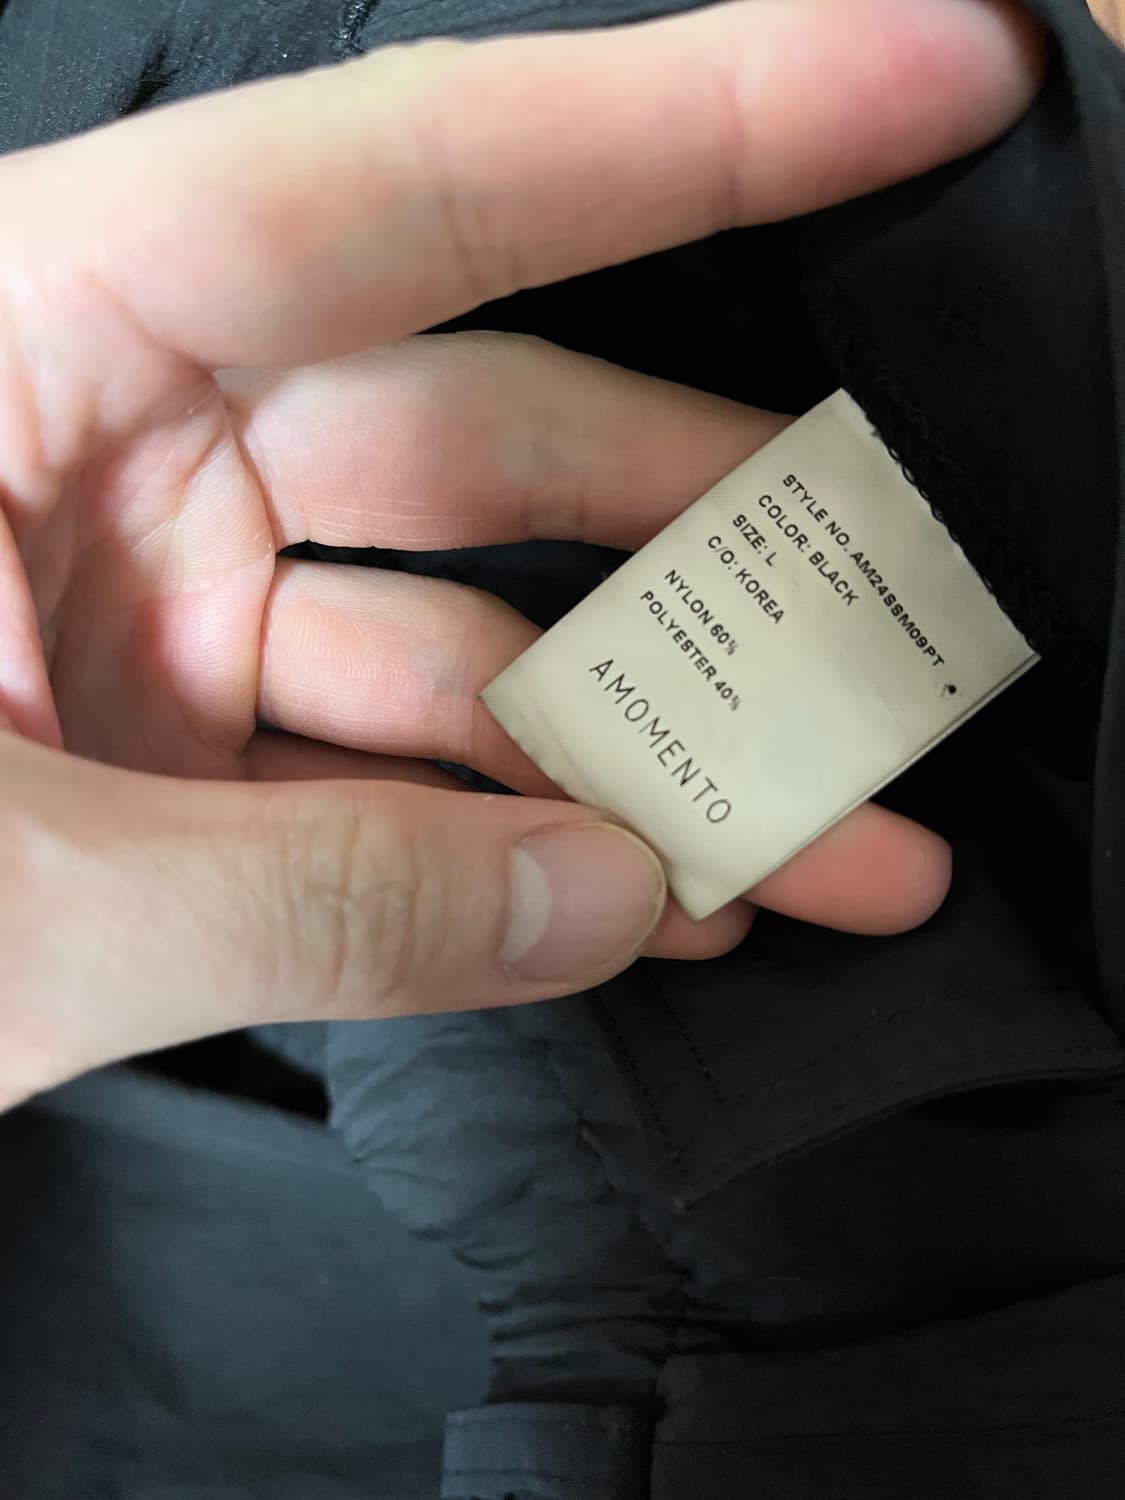 STYLE NO. AM24SSM09PT
COLOR: BLACK
SIZE: L
C/O: KOREA
NYLON 60%
POLYESTER 40%
AMOMENTO